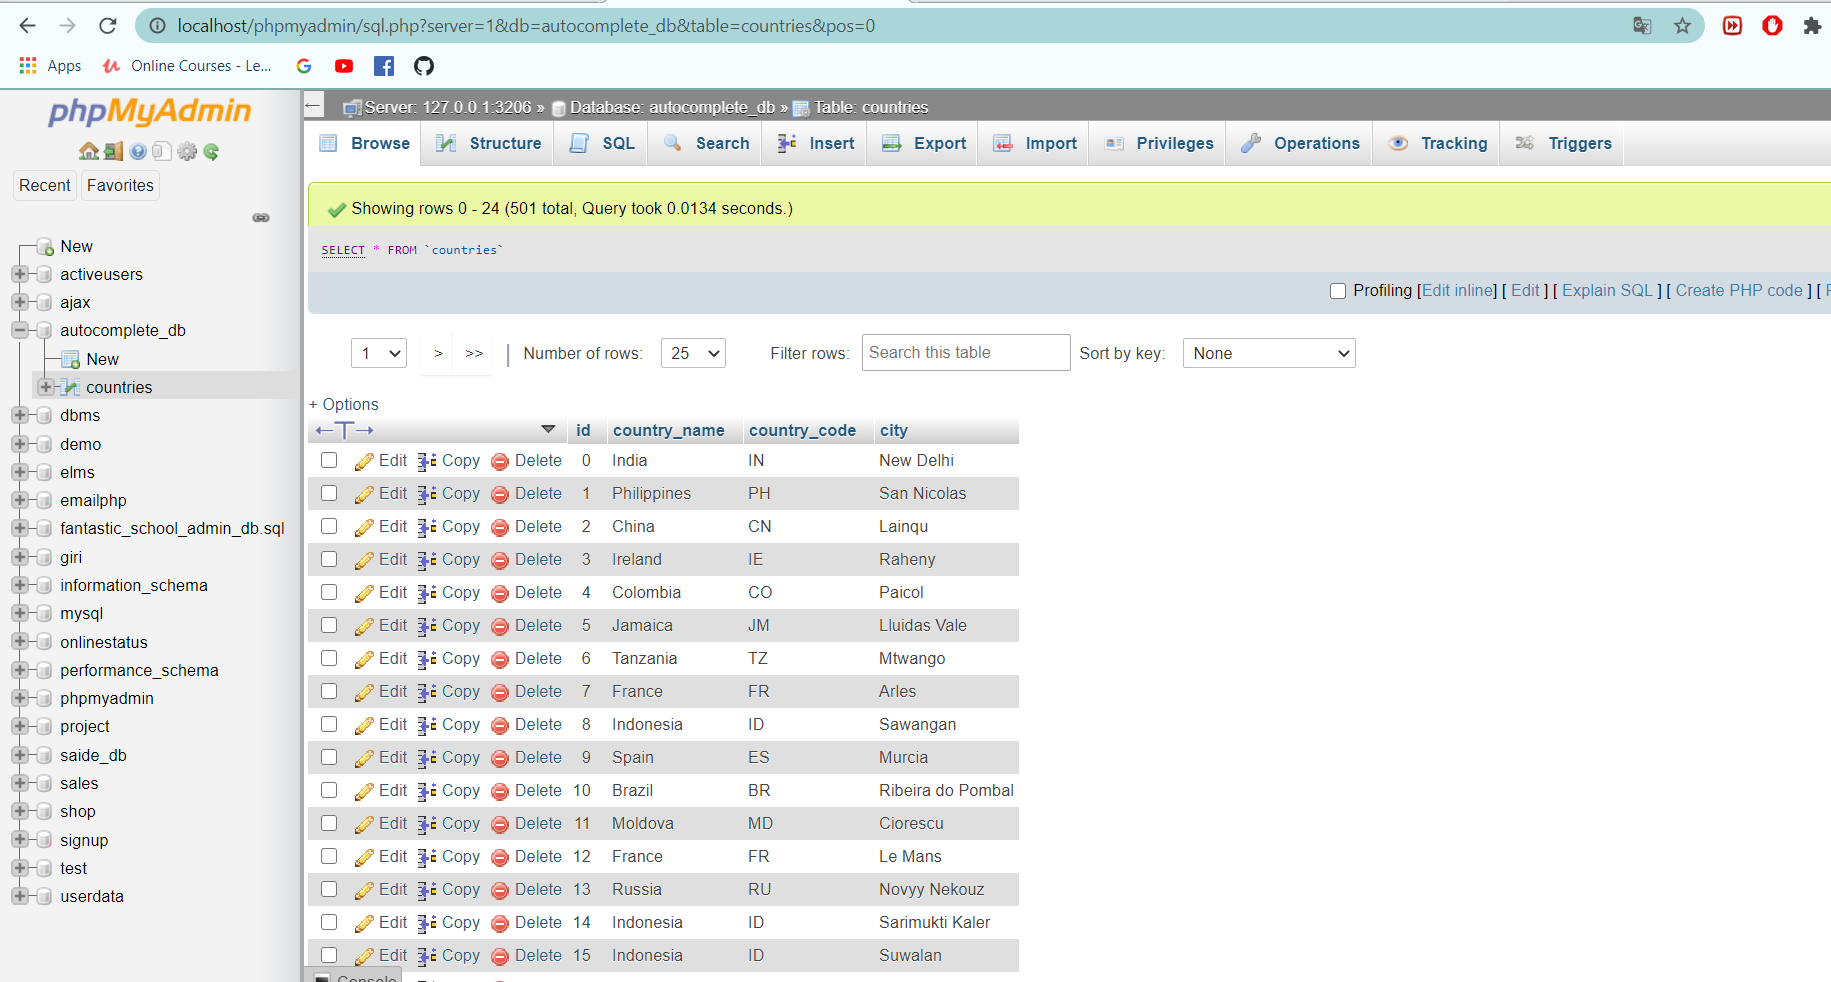 localhost/phpmyadmin/sql.php?server=1&db=autocomplete_db&table=countries&pos=0
Apps Online Courses - Le...
phpMyAdmin
Recent Favorites
New
activeusers
ajax
autocomplete_db
New
countries
dbms
demo
elms
emailphp
fantastic_school_admin_db.sql
giri
information_schema
mysql
onlinestatus
performance_schema
phpmyadmin
project
saide_db
sales
shop
signup
test
userdata
Server: 127.0.0.1:3206 » Database: autocomplete_db » Table: countries
Browse Structure SQL Search Insert Export Import Privileges Operations Tracking Triggers
Showing rows 0 - 24 (501 total, Query took 0.0134 seconds.)
SELECT * FROM `countries`
Profiling [Edit inline] [ Edit ] [ Explain SQL ] [ Create PHP code ] [
1 > >> | Number of rows: 25 Filter rows: Search this table Sort by key: None
+ Options
←T→ id country_name country_code city
Edit Copy Delete 0 India IN New Delhi
Edit Copy Delete 1 Philippines PH San Nicolas
Edit Copy Delete 2 China CN Lainqu
Edit Copy Delete 3 Ireland IE Raheny
Edit Copy Delete 4 Colombia CO Paicol
Edit Copy Delete 5 Jamaica JM Lluidas Vale
Edit Copy Delete 6 Tanzania TZ Mtwango
Edit Copy Delete 7 France FR Arles
Edit Copy Delete 8 Indonesia ID Sawangan
Edit Copy Delete 9 Spain ES Murcia
Edit Copy Delete 10 Brazil BR Ribeira do Pombal
Edit Copy Delete 11 Moldova MD Ciorescu
Edit Copy Delete 12 France FR Le Mans
Edit Copy Delete 13 Russia RU Novyy Nekouz
Edit Copy Delete 14 Indonesia ID Sarimukti Kaler
Edit Copy Delete 15 Indonesia ID Suwalan
Console